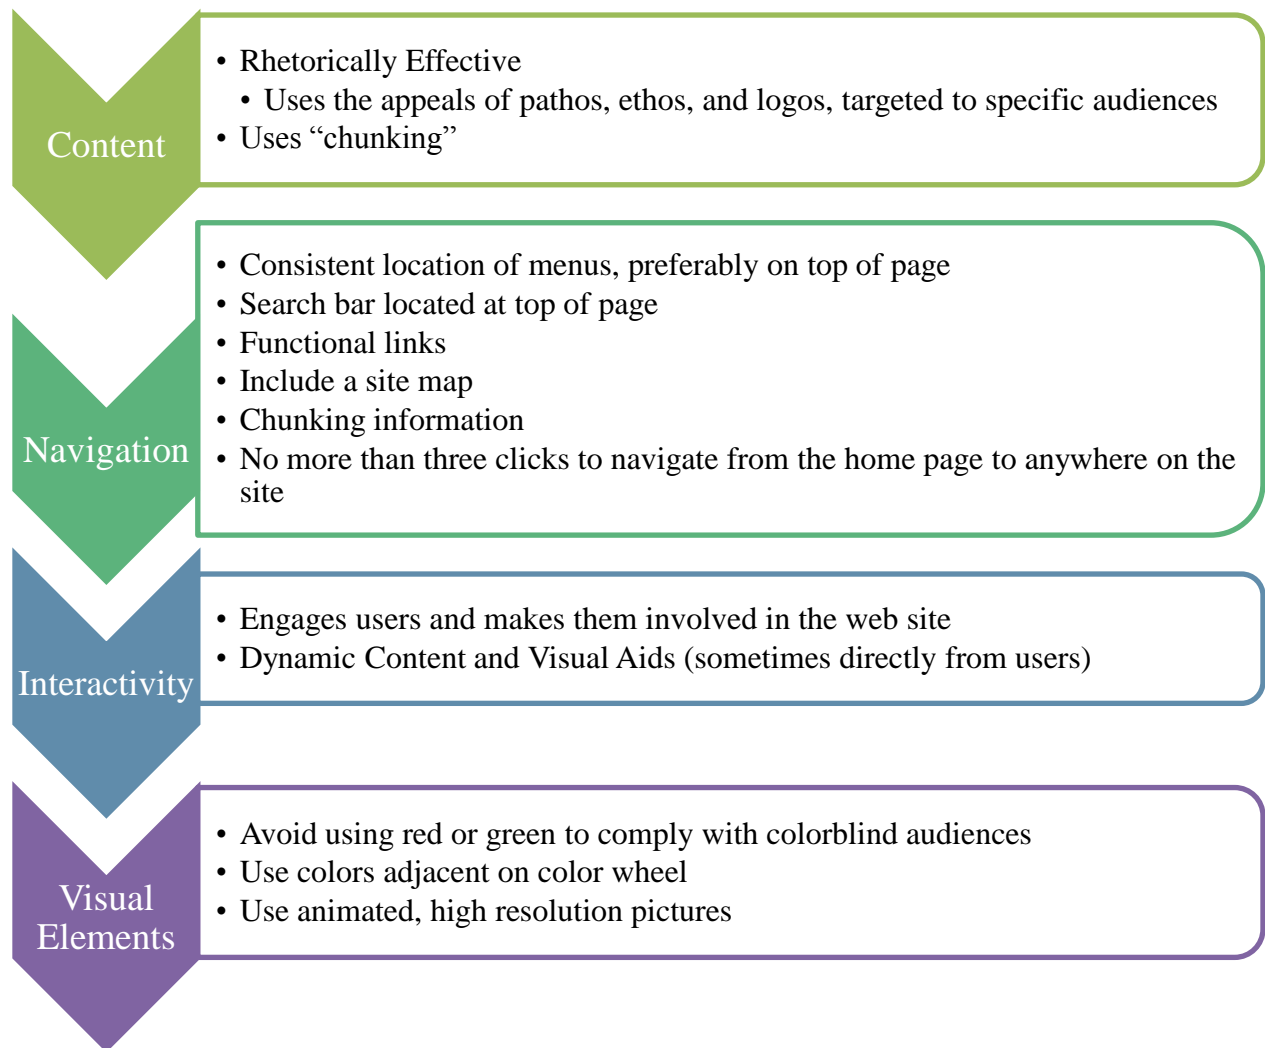 Content
• Rhetorically Effective
• Uses the appeals of pathos, ethos, and logos, targeted to specific audiences
• Uses “chunking”
Navigation
• Consistent location of menus, preferably on top of page
• Search bar located at top of page
• Functional links
• Include a site map
• Chunking information
• No more than three clicks to navigate from the home page to anywhere on the
site
Interactivity
• Engages users and makes them involved in the web site
• Dynamic Content and Visual Aids (sometimes directly from users)
Visual
Elements
• Avoid using red or green to comply with colorblind audiences
• Use colors adjacent on color wheel
• Use animated, high resolution pictures